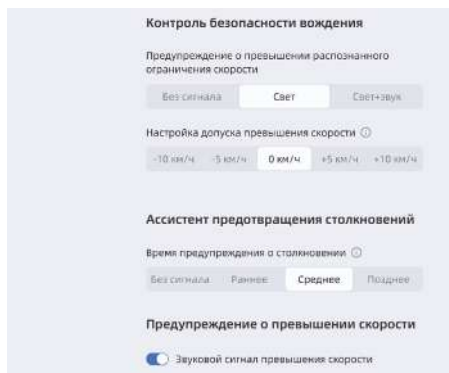 Контроль безопасности вождения
Предупреждение о превышении распознанного
ограничения скорости
Без сигнала Свет Свет+звук
Настройка допуска превышения скорости
-10 км/ч -5 км/ч 0 км/ч +5 км/ч +10 км/ч
Ассистент предотвращения столкновений
Время предупреждения о столкновении
Без сигнала Раннее Среднее Позднее
Предупреждение о превышении скорости
Звуковой сигнал превышения скорости